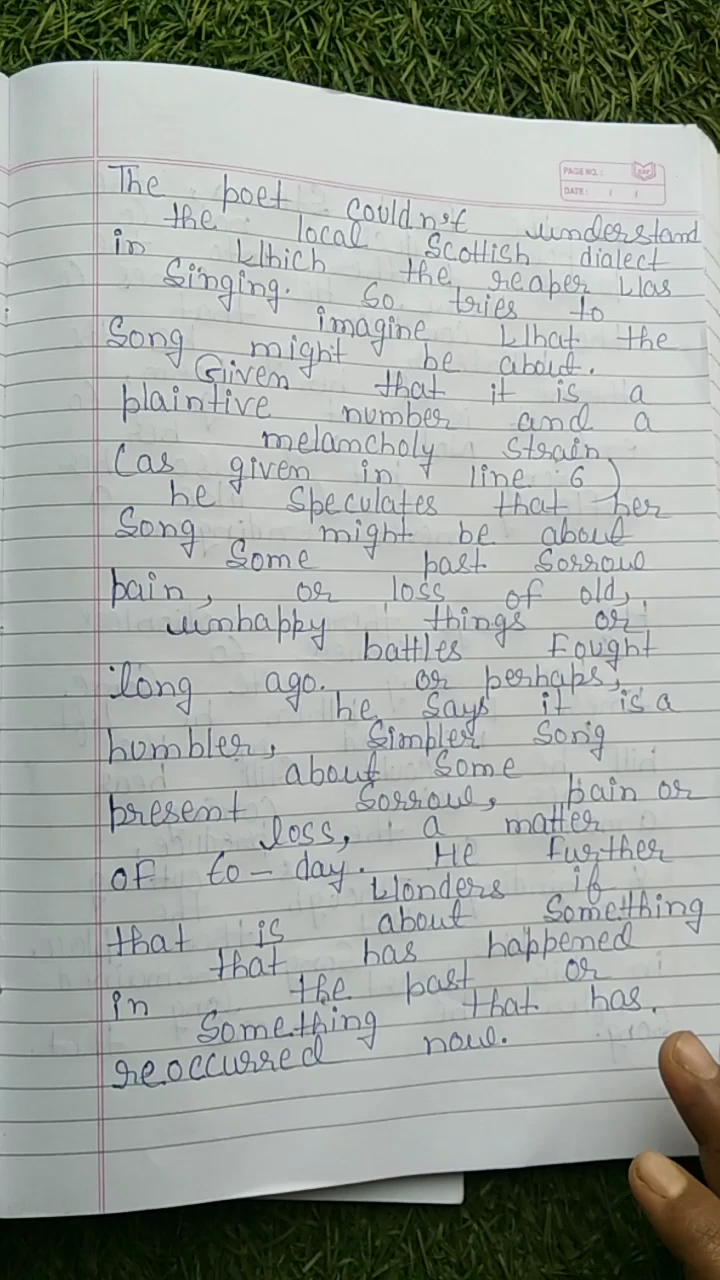 PAGE NO.:
DATE: / /
The poet couldn't understand
the local Scottish dialect
in which the reaper was
singing. So tries to
imagine what the
song might be about.
Given that it is a
plaintive number and a
melancholy strain
(as given in line 6)
he speculates that her
song might be about
some past sorrow
pain, or loss of old,
unhappy things or
battles fought
long ago. or perhaps,
he says it is a
humbler, simpler song
about some
present sorrow, pain or
loss, a matter
of to-day. He further
wonders if
that is about something
that has happened
in the past or
something that has.
reoccurred now.